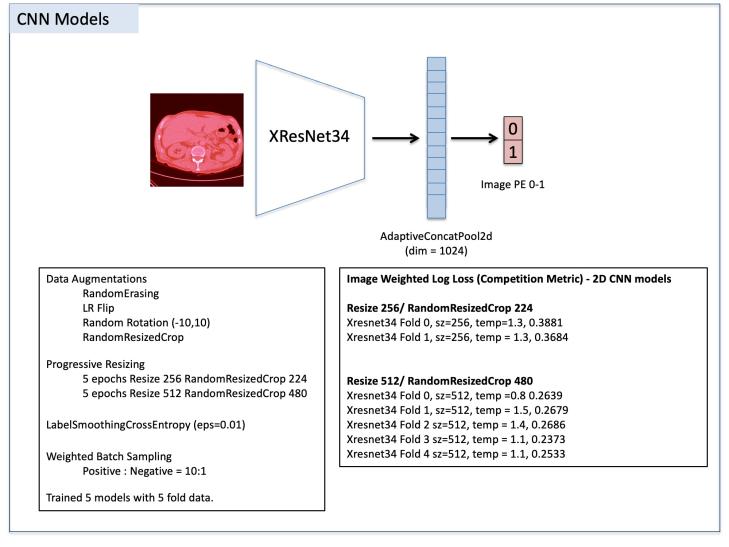 CNN Models
XResNet34
0
1
Image PE 0-1
AdaptiveConcatPool2d
(dim = 1024)
Data Augmentations
RandomErasing
LR Flip
Random Rotation (-10,10)
RandomResizedCrop
Progressive Resizing
5 epochs Resize 256 RandomResizedCrop 224
5 epochs Resize 512 RandomResizedCrop 480
LabelSmoothingCrossEntropy (eps=0.01)
Weighted Batch Sampling
Positive : Negative = 10:1
Trained 5 models with 5 fold data.
Image Weighted Log Loss (Competition Metric) - 2D CNN models
Resize 256/ RandomResizedCrop 224
Xresnet34 Fold 0, sz=256, temp=1.3, 0.3881
Xresnet34 Fold 1, sz=256, temp = 1.3, 0.3684
Resize 512/ RandomResizedCrop 480
Xresnet34 Fold 0, sz=512, temp =0.8 0.2639
Xresnet34 Fold 1, sz=512, temp = 1.5, 0.2679
Xresnet34 Fold 2 sz=512, temp = 1.4, 0.2686
Xresnet34 Fold 3 sz=512, temp = 1.1, 0.2373
Xresnet34 Fold 4 sz=512, temp = 1.1, 0.2533